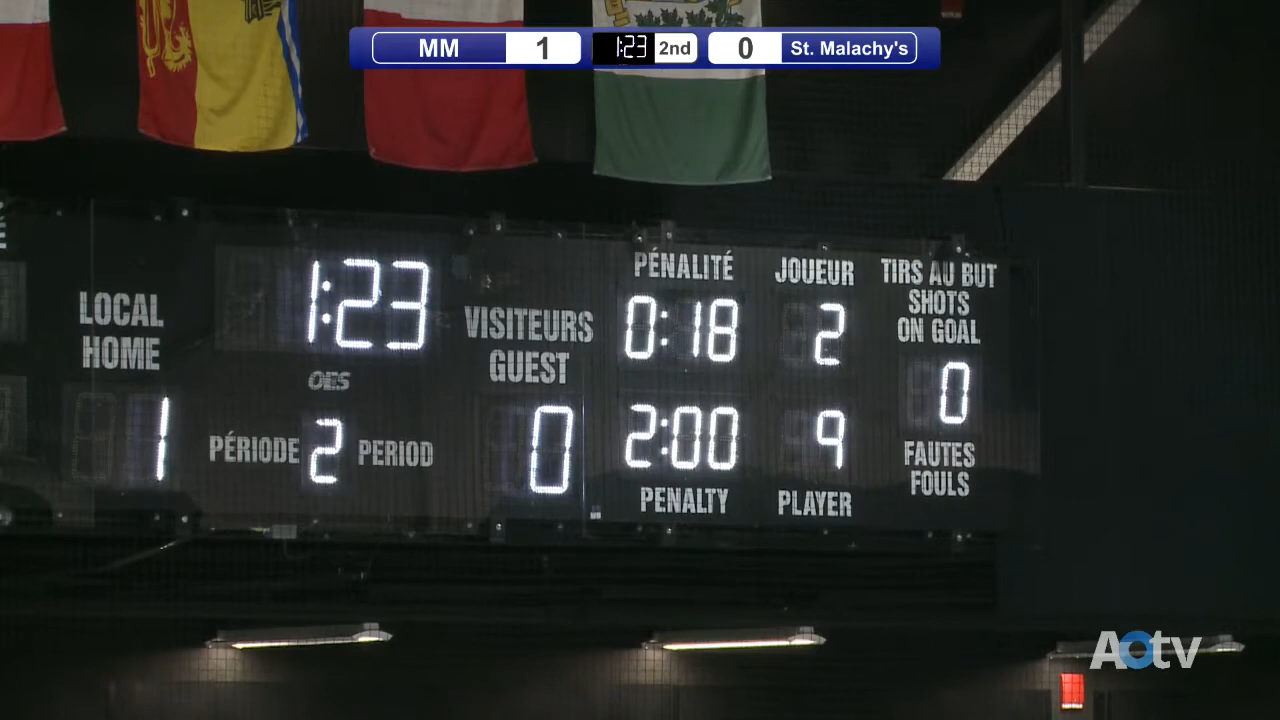 MM 1 1:23 2nd 0 St. Malachy's
LOCAL
HOME
1
1:23
OES
PÉRIODE 2 PERIOD
VISITEURS
GUEST
0
PÉNALITÉ
0:18
2:00
PENALTY
JOUEUR
2
9
PLAYER
TIRS AU BUT
SHOTS
ON GOAL
0
FAUTES
FOULS
Aotv